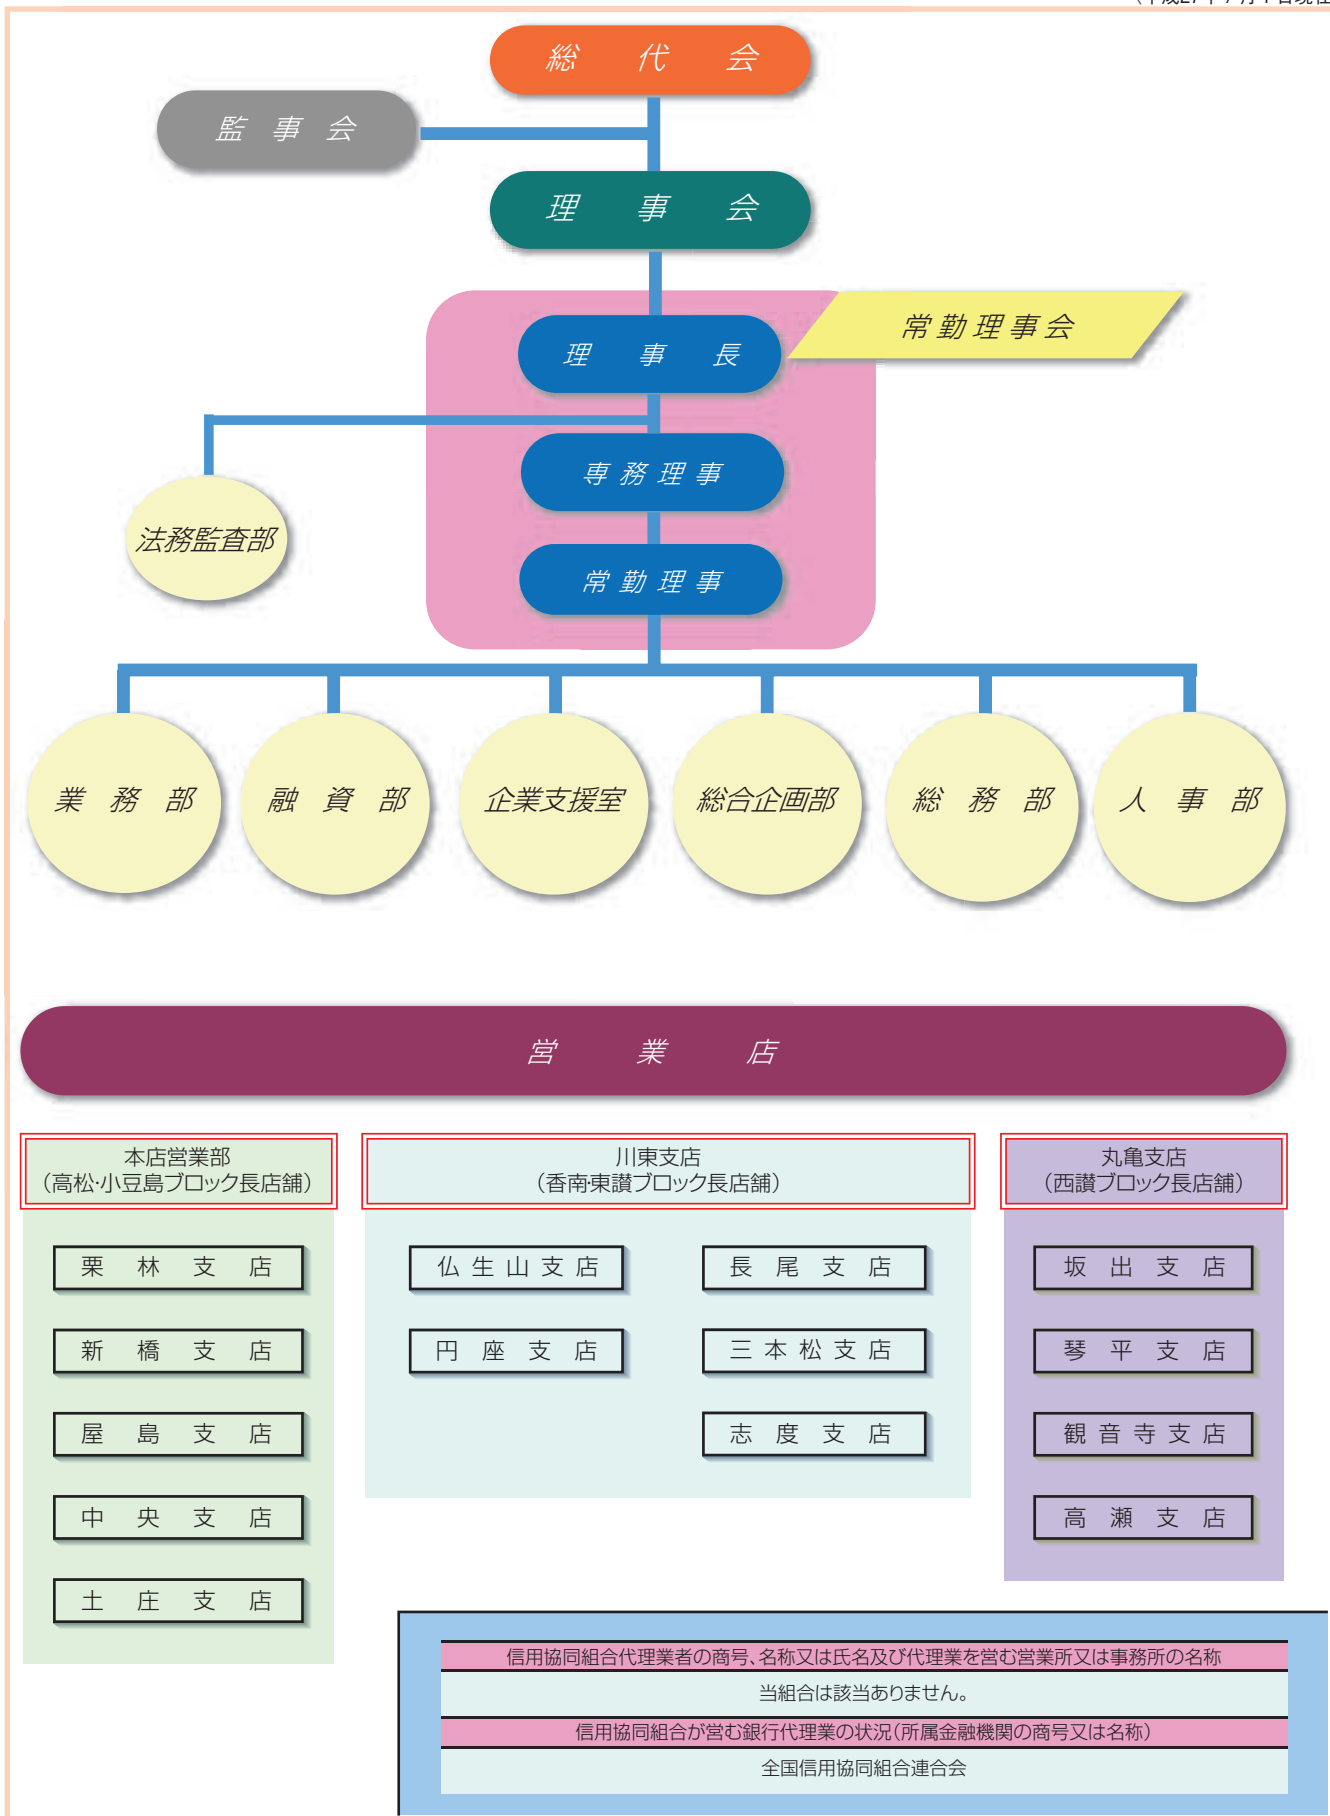 総代会
監事会
理事会
常勤理事会
理事長
専務理事
法務監査部
常勤理事
業務部
融資部
企業支援室
総合企画部
総務部
人事部
営業店
本店営業部
(高松・小豆島ブロック長店舗)
栗林支店
新橋支店
屋島支店
中央支店
土庄支店
川東支店
(香南・東讃ブロック長店舗)
仏生山支店
円座支店
長尾支店
三本松支店
志度支店
丸亀支店
(西讃ブロック長店舗)
坂出支店
琴平支店
観音寺支店
高瀬支店
信用協同組合代理業者の商号、名称又は氏名及び代理業を営む営業所又は事務所の名称
当組合は該当ありません。
信用協同組合が営む銀行代理業の状況(所属金融機関の商号又は名称)
全国信用協同組合連合会